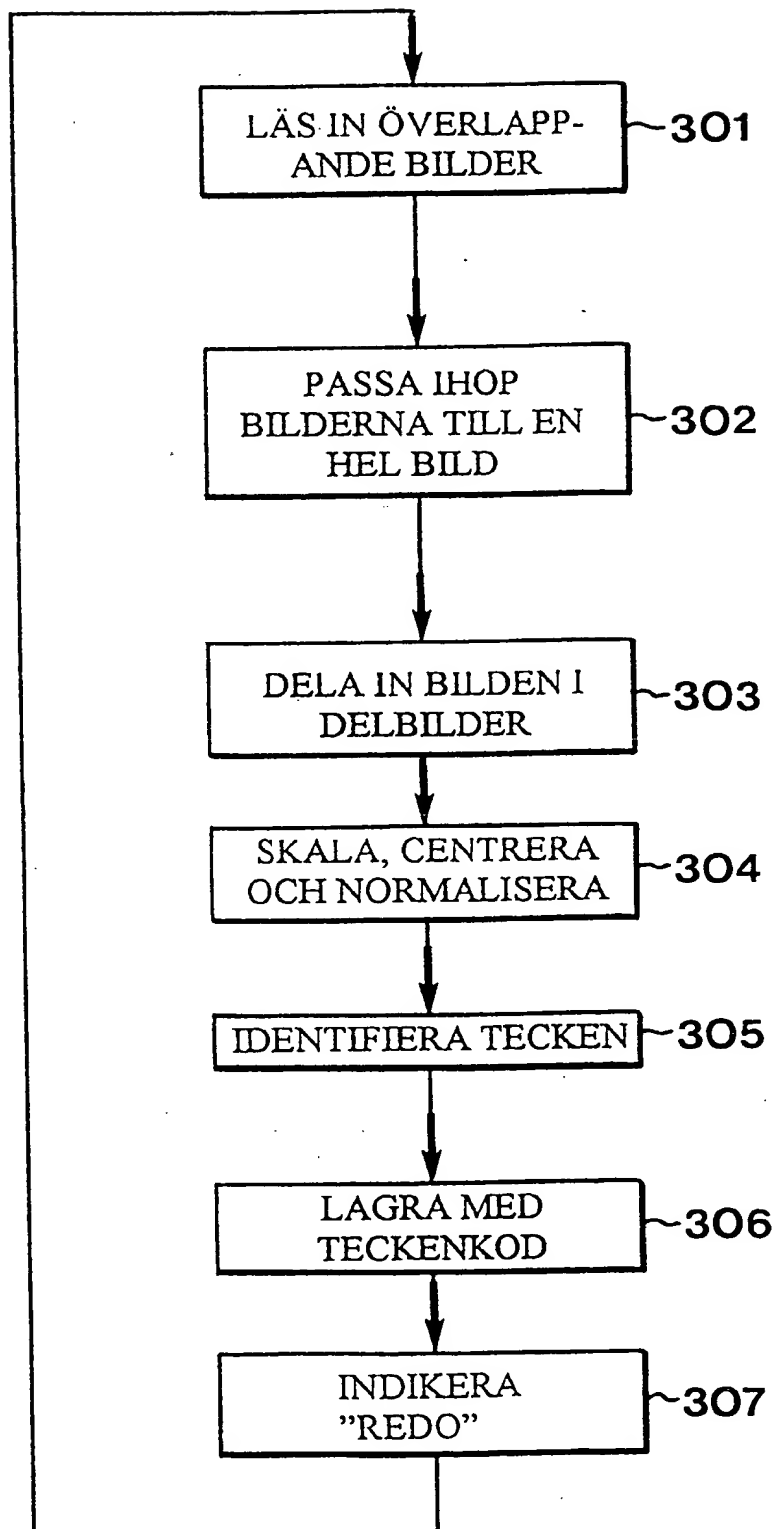 LÄS IN ÖVERLAPP-
ANDE BILDER
301
PASSA IHOP
BILDERNA TILL EN
HEL BILD
302
DELA IN BILDEN I
DELBILDER
303
SKALA, CENTRERA
OCH NORMALISERA
304
IDENTIFIERA TECKEN
305
LAGRA MED
TECKENKOD
306
INDIKERA
"REDO"
307